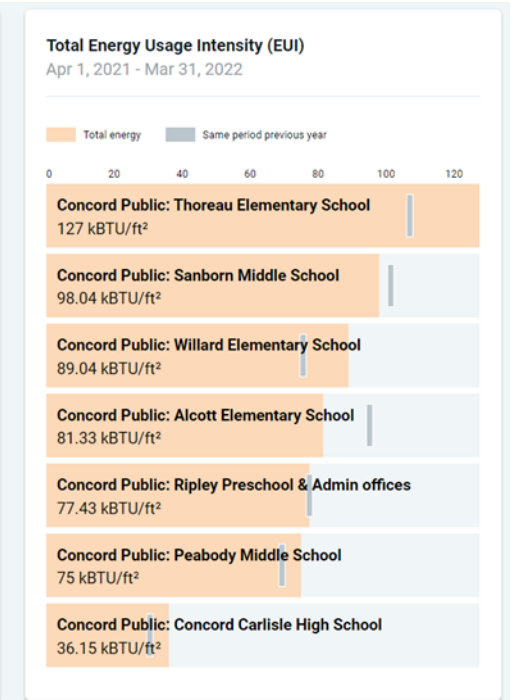 Total Energy Usage Intensity (EUI)
Apr 1, 2021 - Mar 31, 2022
Total energy Same period previous year
0 20 40 60 80 100 120
Concord Public: Thoreau Elementary School
127 kBTU/ft²
Concord Public: Sanborn Middle School
98.04 kBTU/ft²
Concord Public: Willard Elementary School
89.04 kBTU/ft²
Concord Public: Alcott Elementary School
81.33 kBTU/ft²
Concord Public: Ripley Preschool & Admin offices
77.43 kBTU/ft²
Concord Public: Peabody Middle School
75 kBTU/ft²
Concord Public: Concord Carlisle High School
36.15 kBTU/ft²